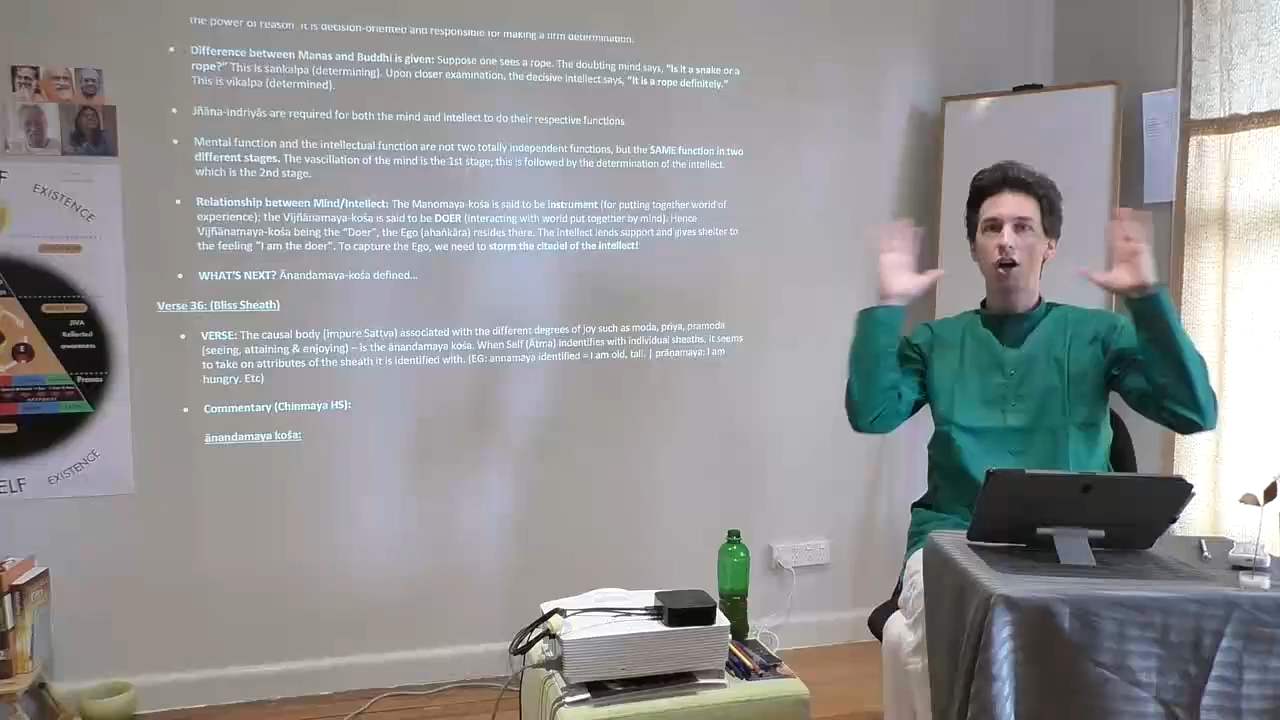 the power of reason. It is decision-oriented and responsible for making a firm determination.
• Difference between Manas and Buddhi is given: Suppose one sees a rope. The doubting mind says, "Is it a snake or a
rope?" This is saṅkalpa (determining). Upon closer examination, the decisive intellect says, "It is a rope definitely."
This is vikalpa (determined).
• Jñāna-indriyās are required for both the mind and intellect to do their respective functions
• Mental function and the intellectual function are not two totally independent functions, but the SAME function in two
different stages. The vascillation of the mind is the 1st stage; this is followed by the determination of the intellect,
which is the 2nd stage.
• Relationship between Mind/Intellect: The Manomaya-kośa is said to be instrument (for putting together world of
experience); the Vijñānamaya-kośa is said to be DOER (interacting with world put together by mind). Hence
Vijñānamaya-kośa being the "Doer", the Ego (ahaṅkāra) resides there. The intellect lends support and gives shelter to
the feeling "I am the doer". To capture the Ego, we need to storm the citadel of the intellect!
• WHAT'S NEXT? Ānandamaya-kośa defined...
Verse 36: (Bliss Sheath)
• VERSE: The causal body (impure Sattva) associated with the different degrees of joy such as moda, priya, pramoda
(seeing, attaining & enjoying) – is the ānandamaya kośa. When Self (Ātma) indentifies with individual sheaths, it seems
to take on attributes of the sheath it is identified with. (EG: annamaya identified = I am old, tall. | prāṇamaya: I am
hungry. Etc)
• Commentary (Chinmaya HS):
ānandamaya kośa:
EXISTENCE
JIVA
Reflected
Pranas
EXISTENCE